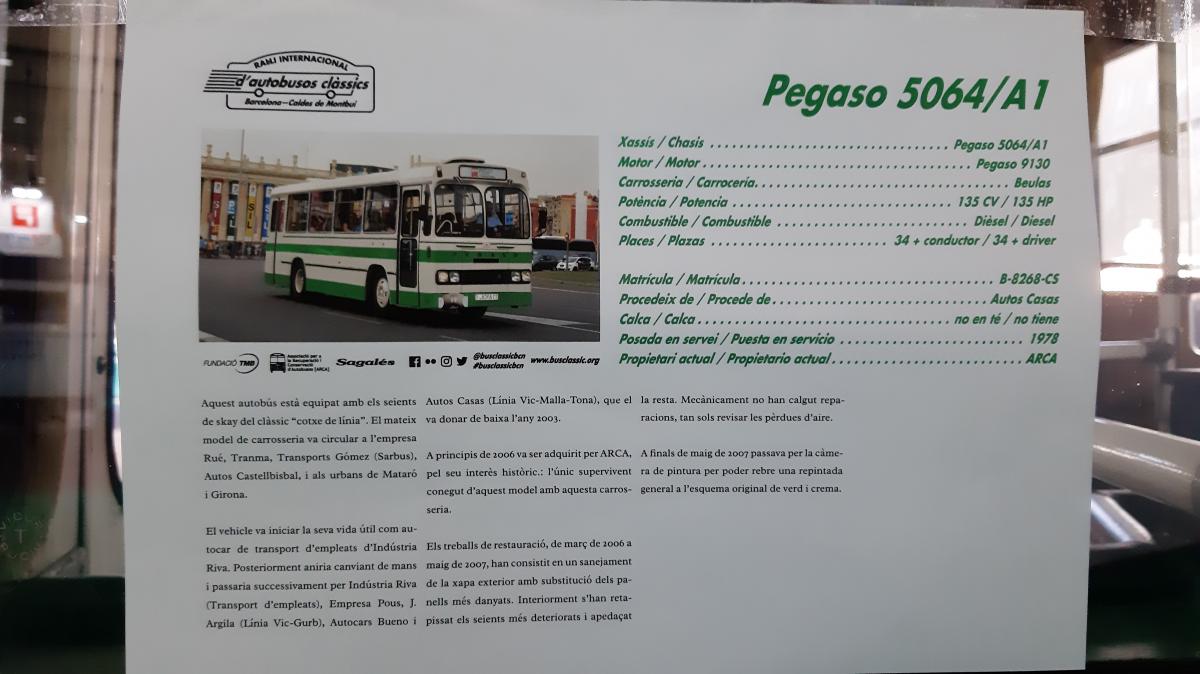 RAL·LI INTERNACIONAL
d'autobusos clàssics
Barcelona—Caldes de Montbui
Pegaso 5064/A1
Xassís / Chasis ........................................ Pegaso 5064/A1
Motor / Motor ............................................ Pegaso 9130
Carrosseria / Carrocería ........................................ Beulas
Potència / Potencia ................................ 135 CV / 135 HP
Combustible / Combustible ........................... Dièsel / Diesel
Places / Plazas .......................... 34 + conductor / 34 + driver
Matrícula / Matrícula ....................................... B-8268-CS
Procedeix de / Procede de ................................ Autos Casas
Calca / Calca ..................................... no en té / no tiene
Posada en servei / Puesta en servicio ............................ 1978
Propietari actual / Propietario actual ............................ ARCA
PEGASO
FUNDACIÓ TMB
Associació per a
la Recuperació i
Conservació
d'Autobusos (ARCA)
Sagalés
@busclassicbcn
#busclassicbcn
www.busclassic.org
Aquest autobús està equipat amb els seients
de skay del clàssic “cotxe de línia”. El mateix
model de carrosseria va circular a l’empresa
Rué, Tranma, Transports Gómez (Sarbus),
Autos Castellbisbal, i als urbans de Mataró
i Girona.
El vehicle va iniciar la seva vida útil com au-
tocar de transport d’empleats d’Indústria
Riva. Posteriorment aniria canviant de mans
i passaria successivament per Indústria Riva
(Transport d’empleats), Empresa Pous, J.
Argila (Línia Vic-Gurb), Autocars Bueno i
Autos Casas (Línia Vic-Malla-Tona), que el
va donar de baixa l’any 2003.
A principis de 2006 va ser adquirit per ARCA,
pel seu interès històric.: l’únic supervivent
conegut d’aquest model amb aquesta carros-
seria.
Els treballs de restauració, de març de 2006 a
maig de 2007, han consistit en un sanejament
de la xapa exterior amb substitució dels pa-
nells més danyats. Interiorment s’han reta-
pissat els seients més deteriorats i apedaçat
la resta. Mecànicament no han calgut repa-
racions, tan sols revisar les pèrdues d’aire.
A finals de maig de 2007 passava per la càme-
ra de pintura per poder rebre una repintada
general a l’esquema original de verd i crema.